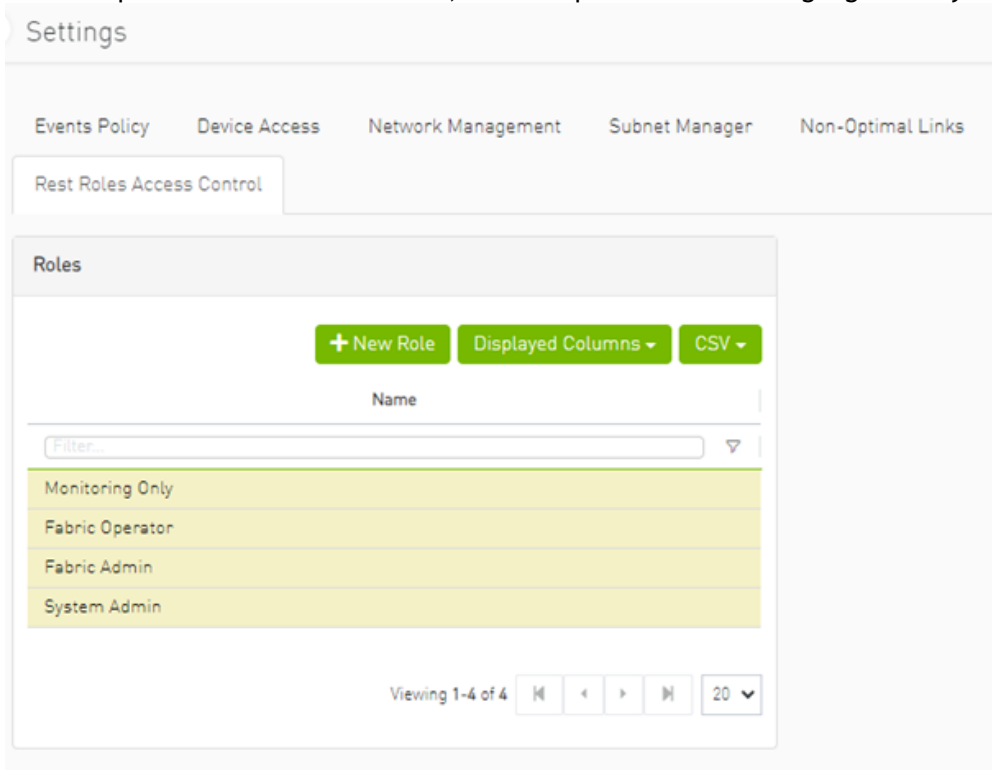 Settings
Events Policy Device Access Network Management Subnet Manager Non-Optimal Links
Rest Roles Access Control
Roles
+ New Role Displayed Columns CSV
Name
Filter...
Monitoring Only
Fabric Operator
Fabric Admin
System Admin
Viewing 1-4 of 4 20